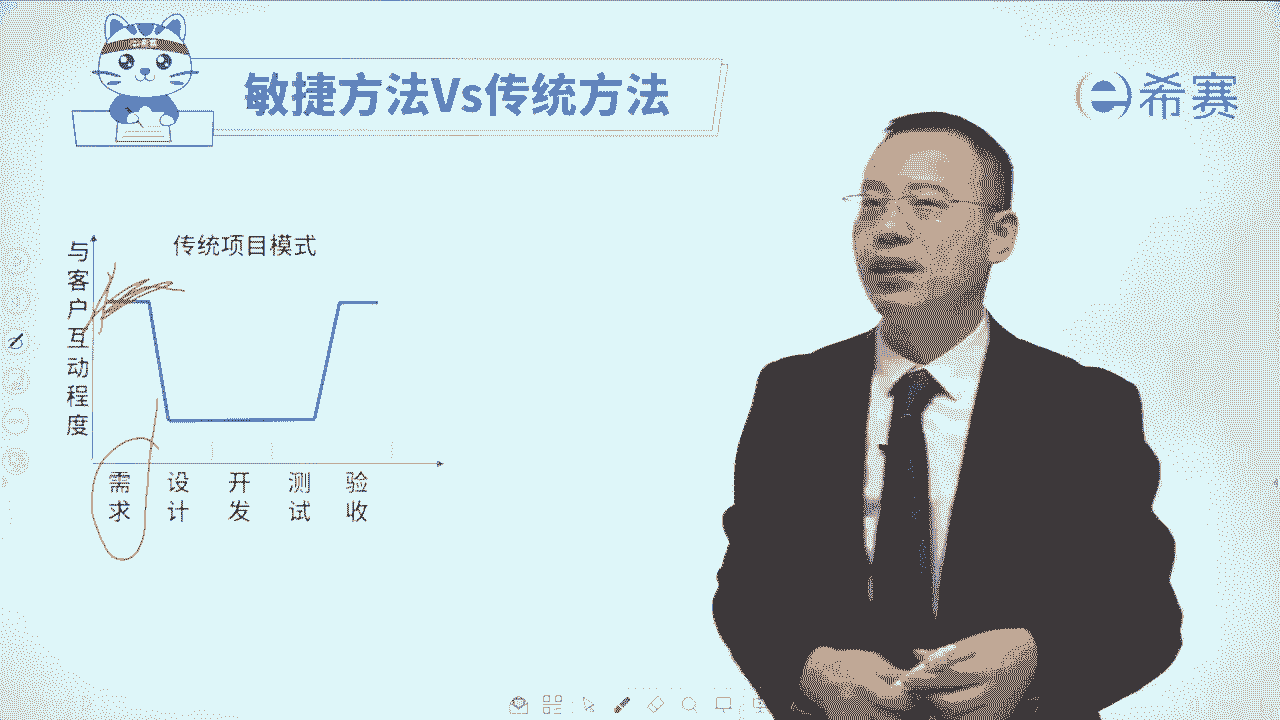 敏捷方法Vs传统方法
希赛
传统项目模式
与客户互动程度
需求
设计
开发
测试
验收